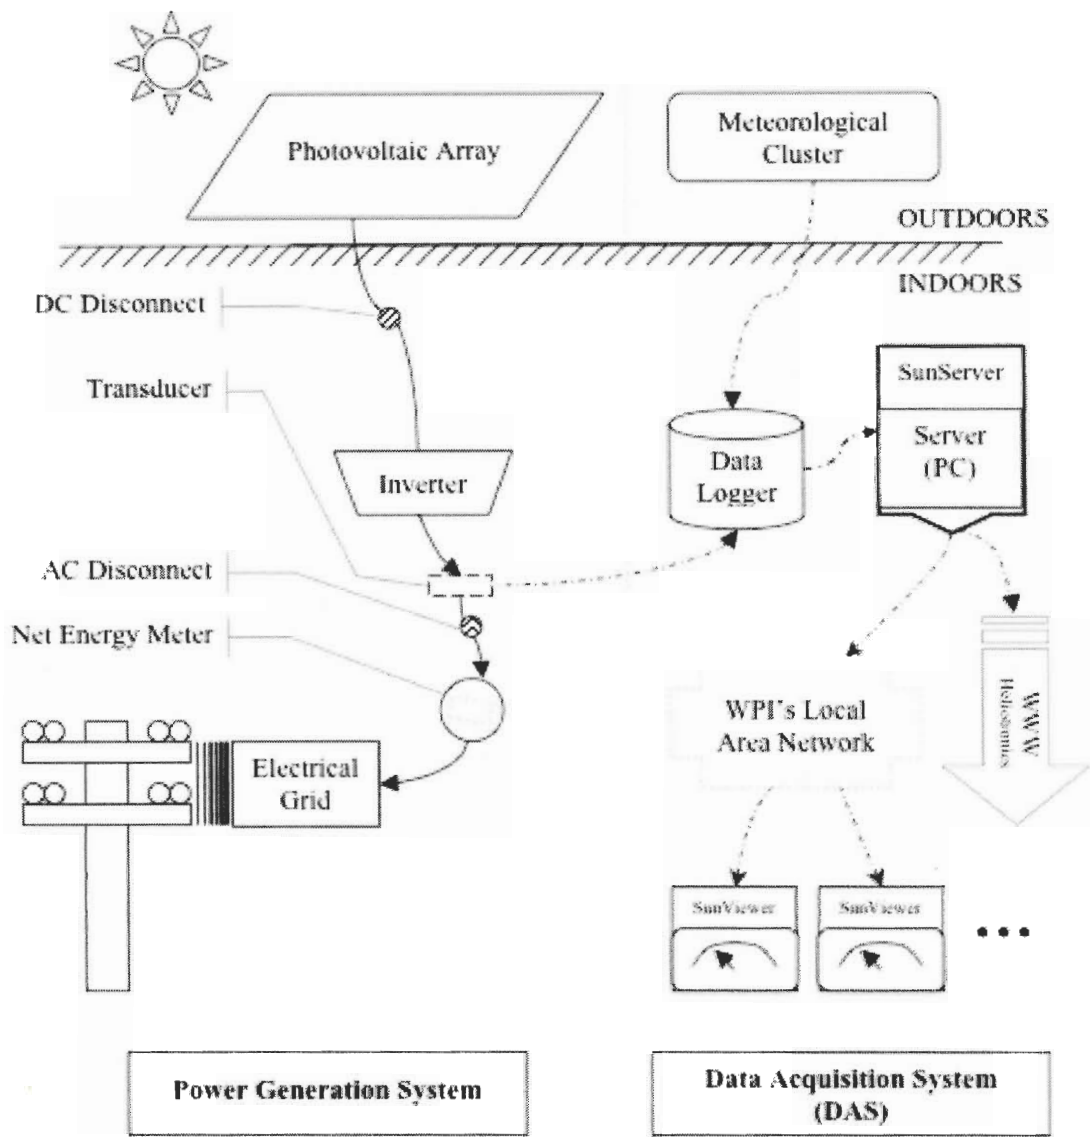 Photovoltaic Array
Meteorological
Cluster
OUTDOORS
INDOORS
DC Disconnect
Transducer
Inverter
AC Disconnect
Net Energy Meter
Electrical
Grid
Data
Logger
SunServer
Server
(PC)
WPI's Local
Area Network
WWW
Heliotronics
SunViewer
SunViewer
Power Generation System
Data Acquisition System
(DAS)